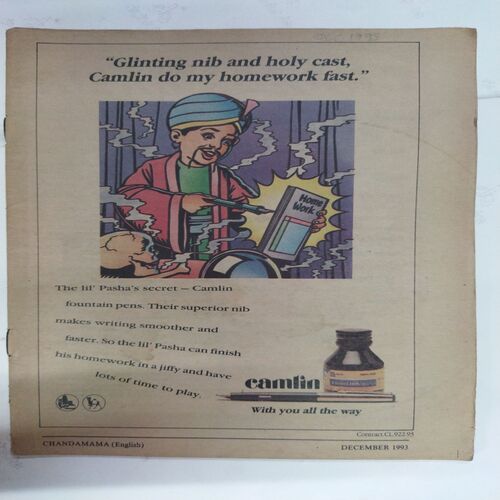 DEC 1993
“Glinting nib and holy cast,
Camlin do my homework fast.”
Home
Work
The lil' Pasha's secret — Camlin
fountain pens. Their superior nib
makes writing smoother and
faster. So the lil' Pasha can finish
his homework in a jiffy and have
lots of time to play.
camlin
With you all the way
Contract.CL.922.93
CHANDAMAMA (English)
DECEMBER 1993